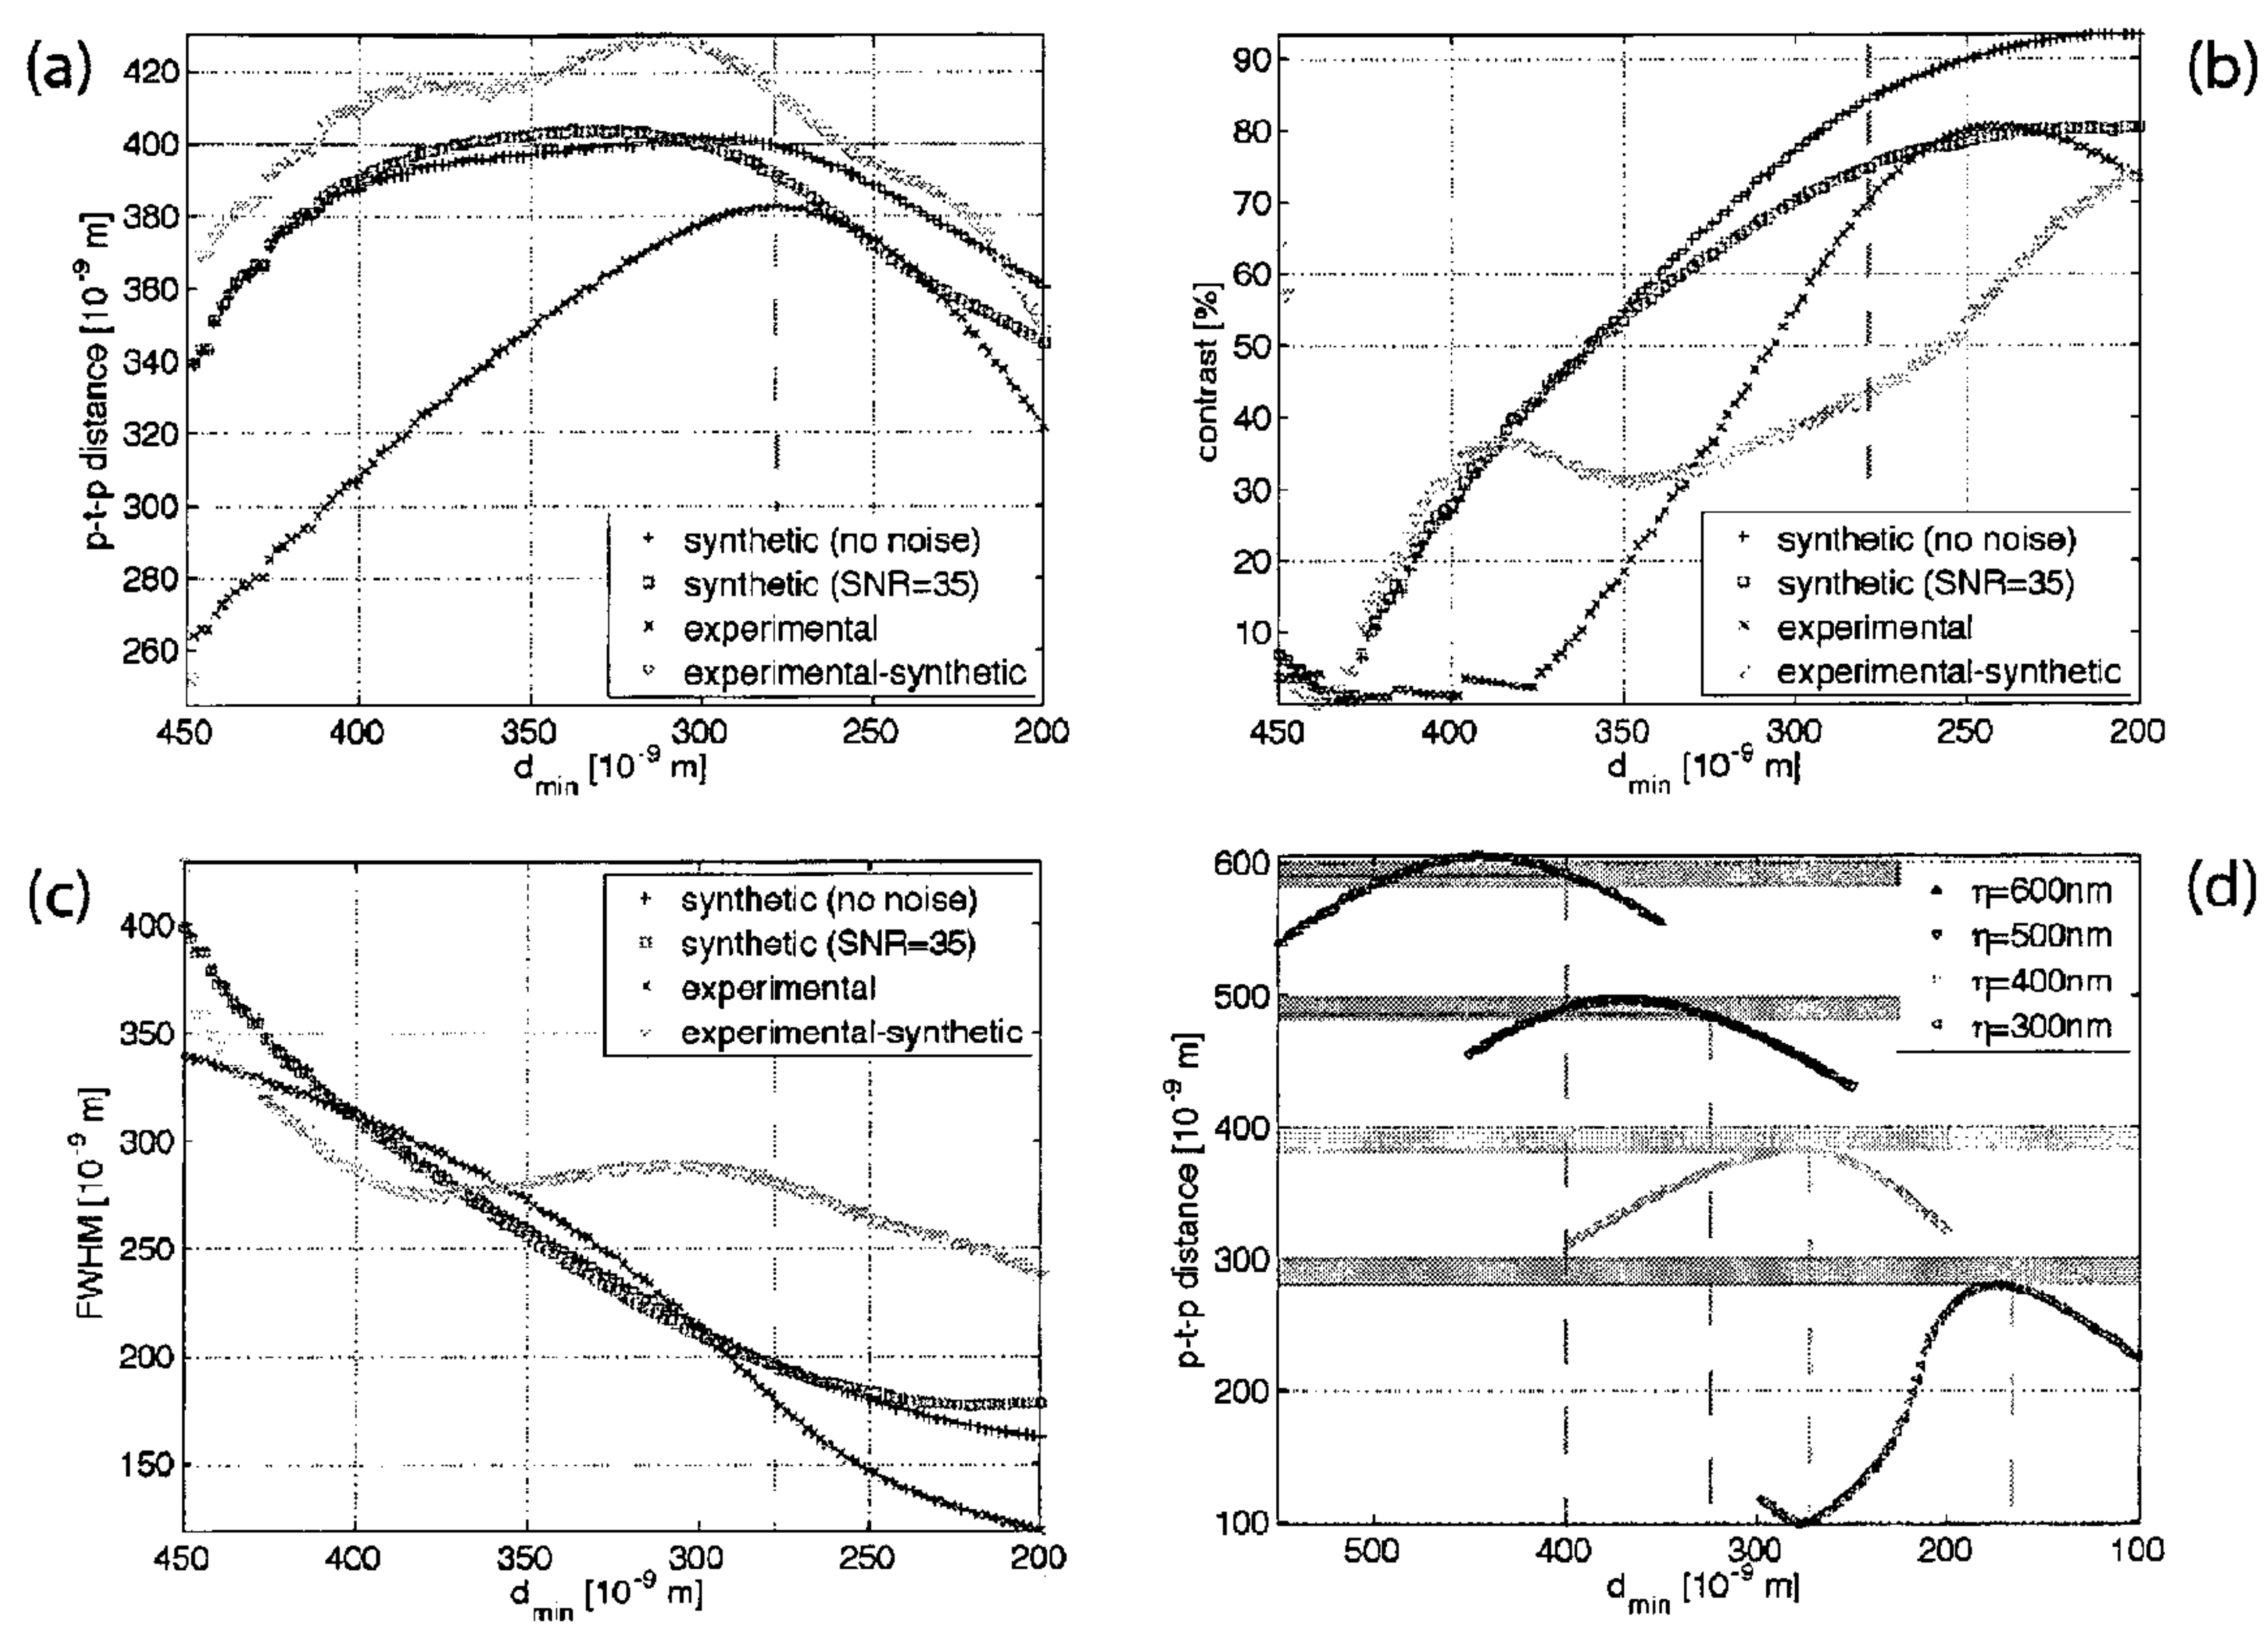 (a)
420
400
380
360
340
320
300
280
260
p-t-p distance [10⁻⁹ m]
+ synthetic (no noise)
synthetic (SNR=35)
× experimental
experimental-synthetic
450 400 350 300 250 200
d_min [10⁻⁹ m]
(b)
90
80
70
60
50
40
30
20
10
contrast [%]
+ synthetic (no noise)
synthetic (SNR=35)
× experimental
experimental-synthetic
450 400 350 300 250 200
d_min [10⁻⁹ m]
(c)
400
350
300
250
200
150
FWHM [10⁻⁹ m]
+ synthetic (no noise)
synthetic (SNR=35)
× experimental
experimental-synthetic
450 400 350 300 250 200
d_min [10⁻⁹ m]
(d)
600
500
400
300
200
100
p-t-p distance [10⁻⁹ m]
η=600nm
η=500nm
η=400nm
η=300nm
500 400 300 200 100
d_min [10⁻⁹ m]